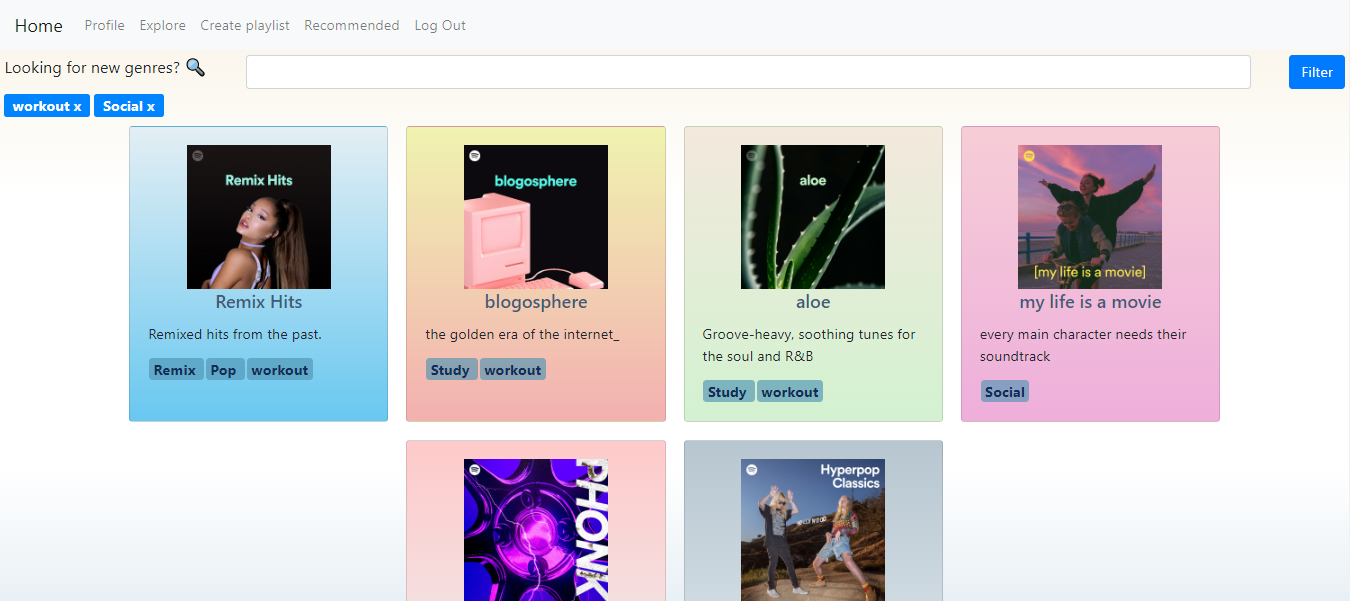 Home Profile Explore Create playlist Recommended Log Out
Looking for new genres?
Filter
workout x Social x
Remix Hits
Remix Hits
Remixed hits from the past.
Remix Pop workout
blogosphere
blogosphere
the golden era of the internet_
Study workout
aloe
aloe
Groove-heavy, soothing tunes for
the soul and R&B
Study workout
[my life is a movie]
my life is a movie
every main character needs their
soundtrack
Social
PHONK
Hyperpop
Classics
HOLLYWOOD